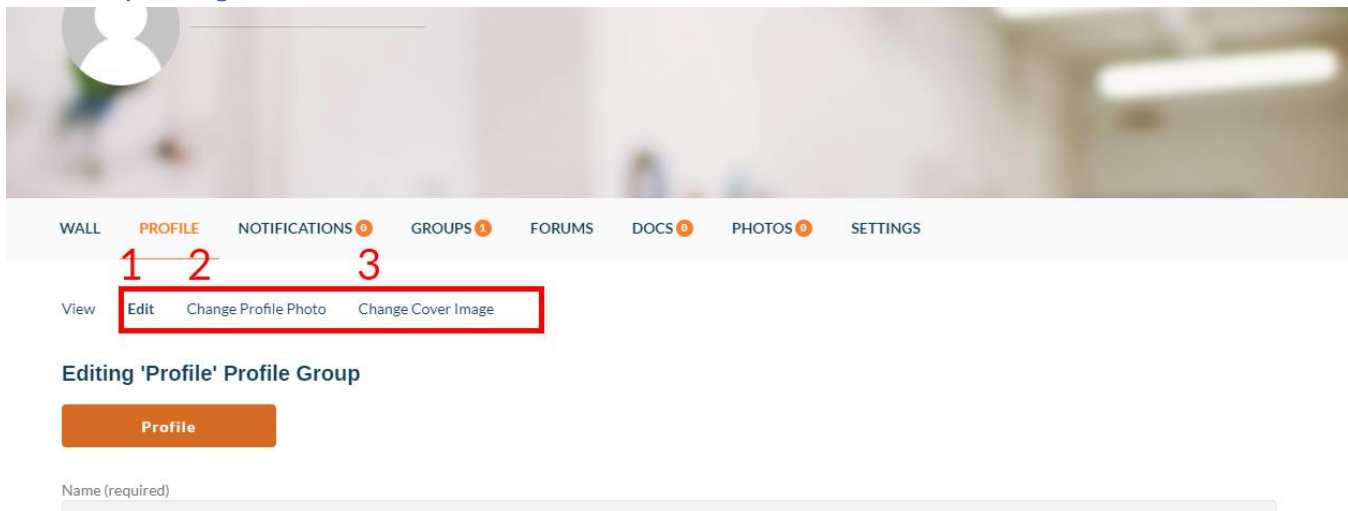 WALL PROFILE NOTIFICATIONS 0 GROUPS 1 FORUMS DOCS 0 PHOTOS 0 SETTINGS
1 2 3
View Edit Change Profile Photo Change Cover Image
Editing 'Profile' Profile Group
Profile
Name (required)